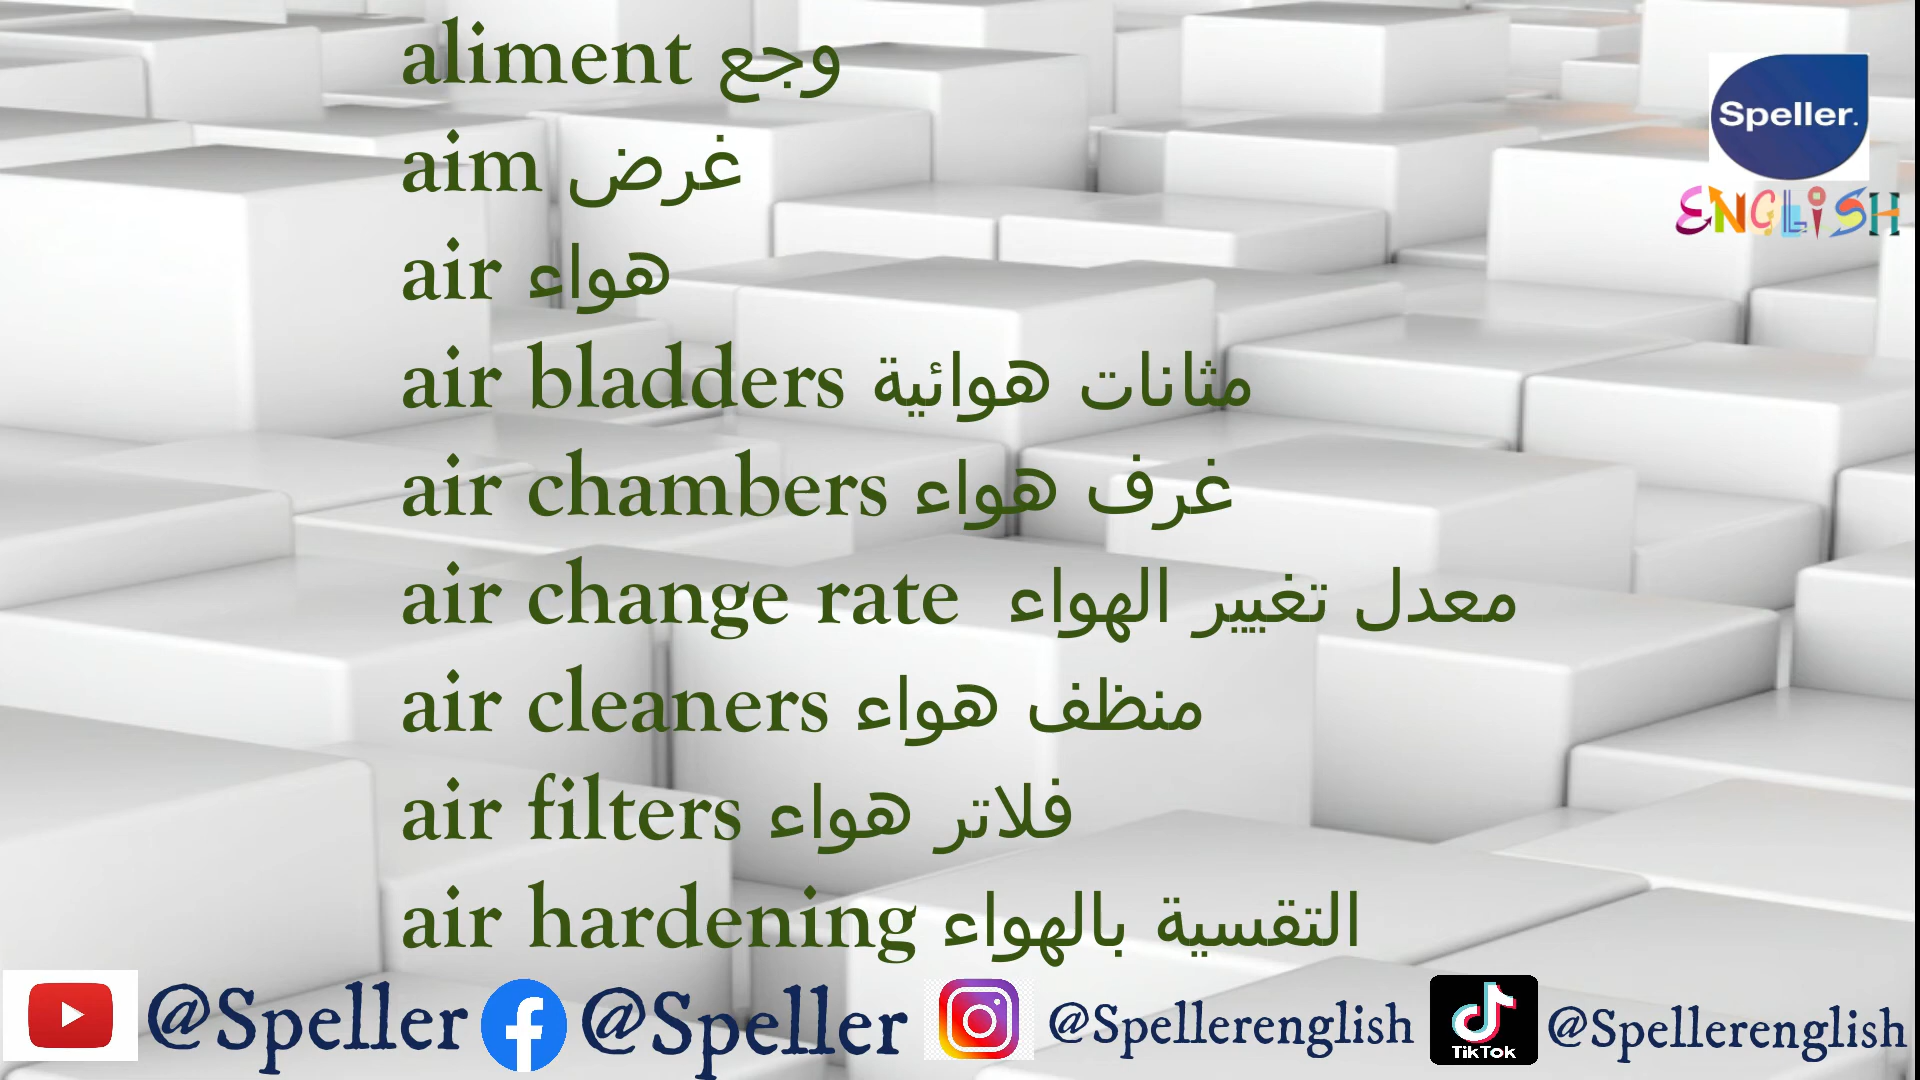 aliment وجع
Speller.
ENGLISH
aim غرض
air هواء
air bladders مثانات هوائية
air chambers غرف هواء
air change rate معدل تغيير الهواء
air cleaners منظف هواء
air filters فلاتر هواء
air hardening التقسية بالهواء
@Speller @Speller @Spellerenglish TikTok @Spellerenglish